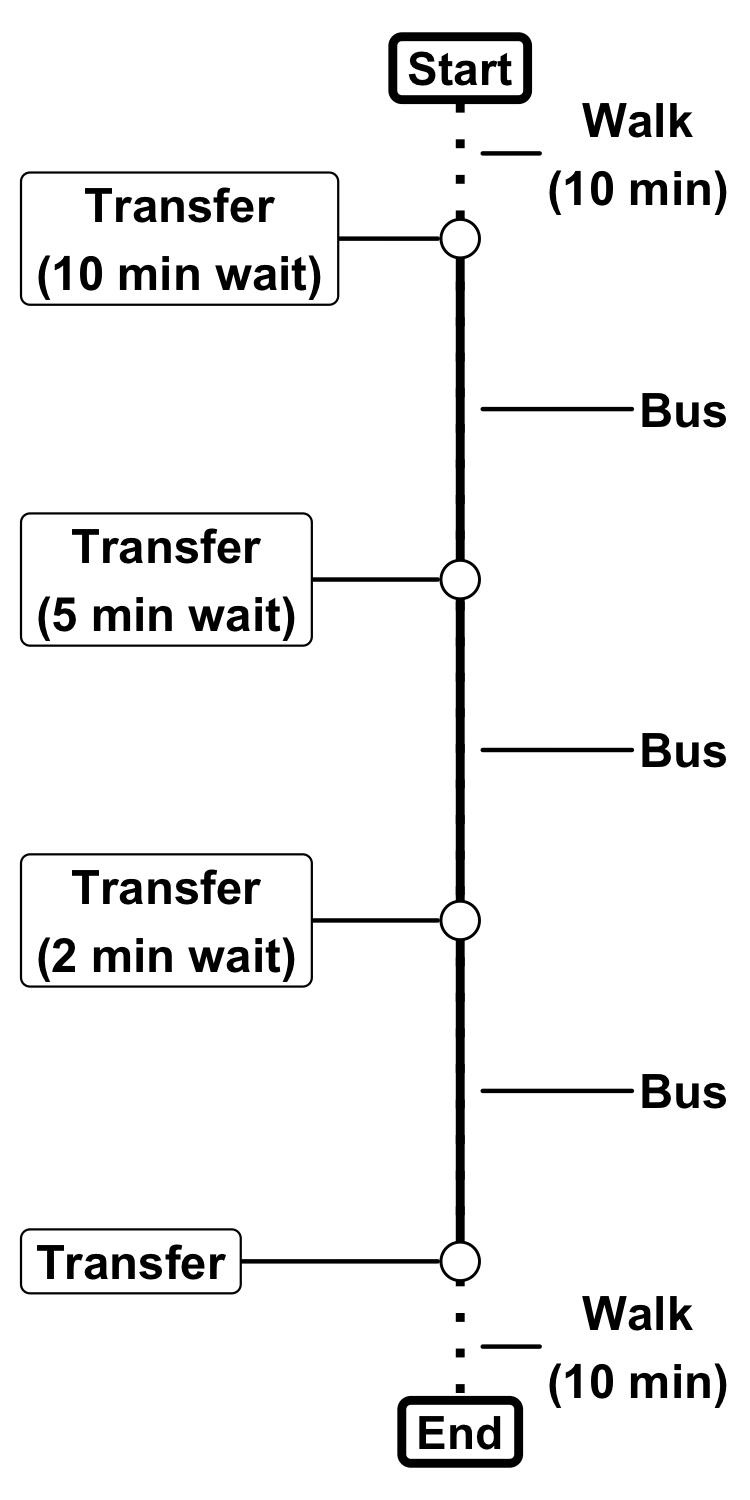 Start
Walk
(10 min)
Transfer
(10 min wait)
Bus
Transfer
(5 min wait)
Bus
Transfer
(2 min wait)
Bus
Transfer
Walk
(10 min)
End